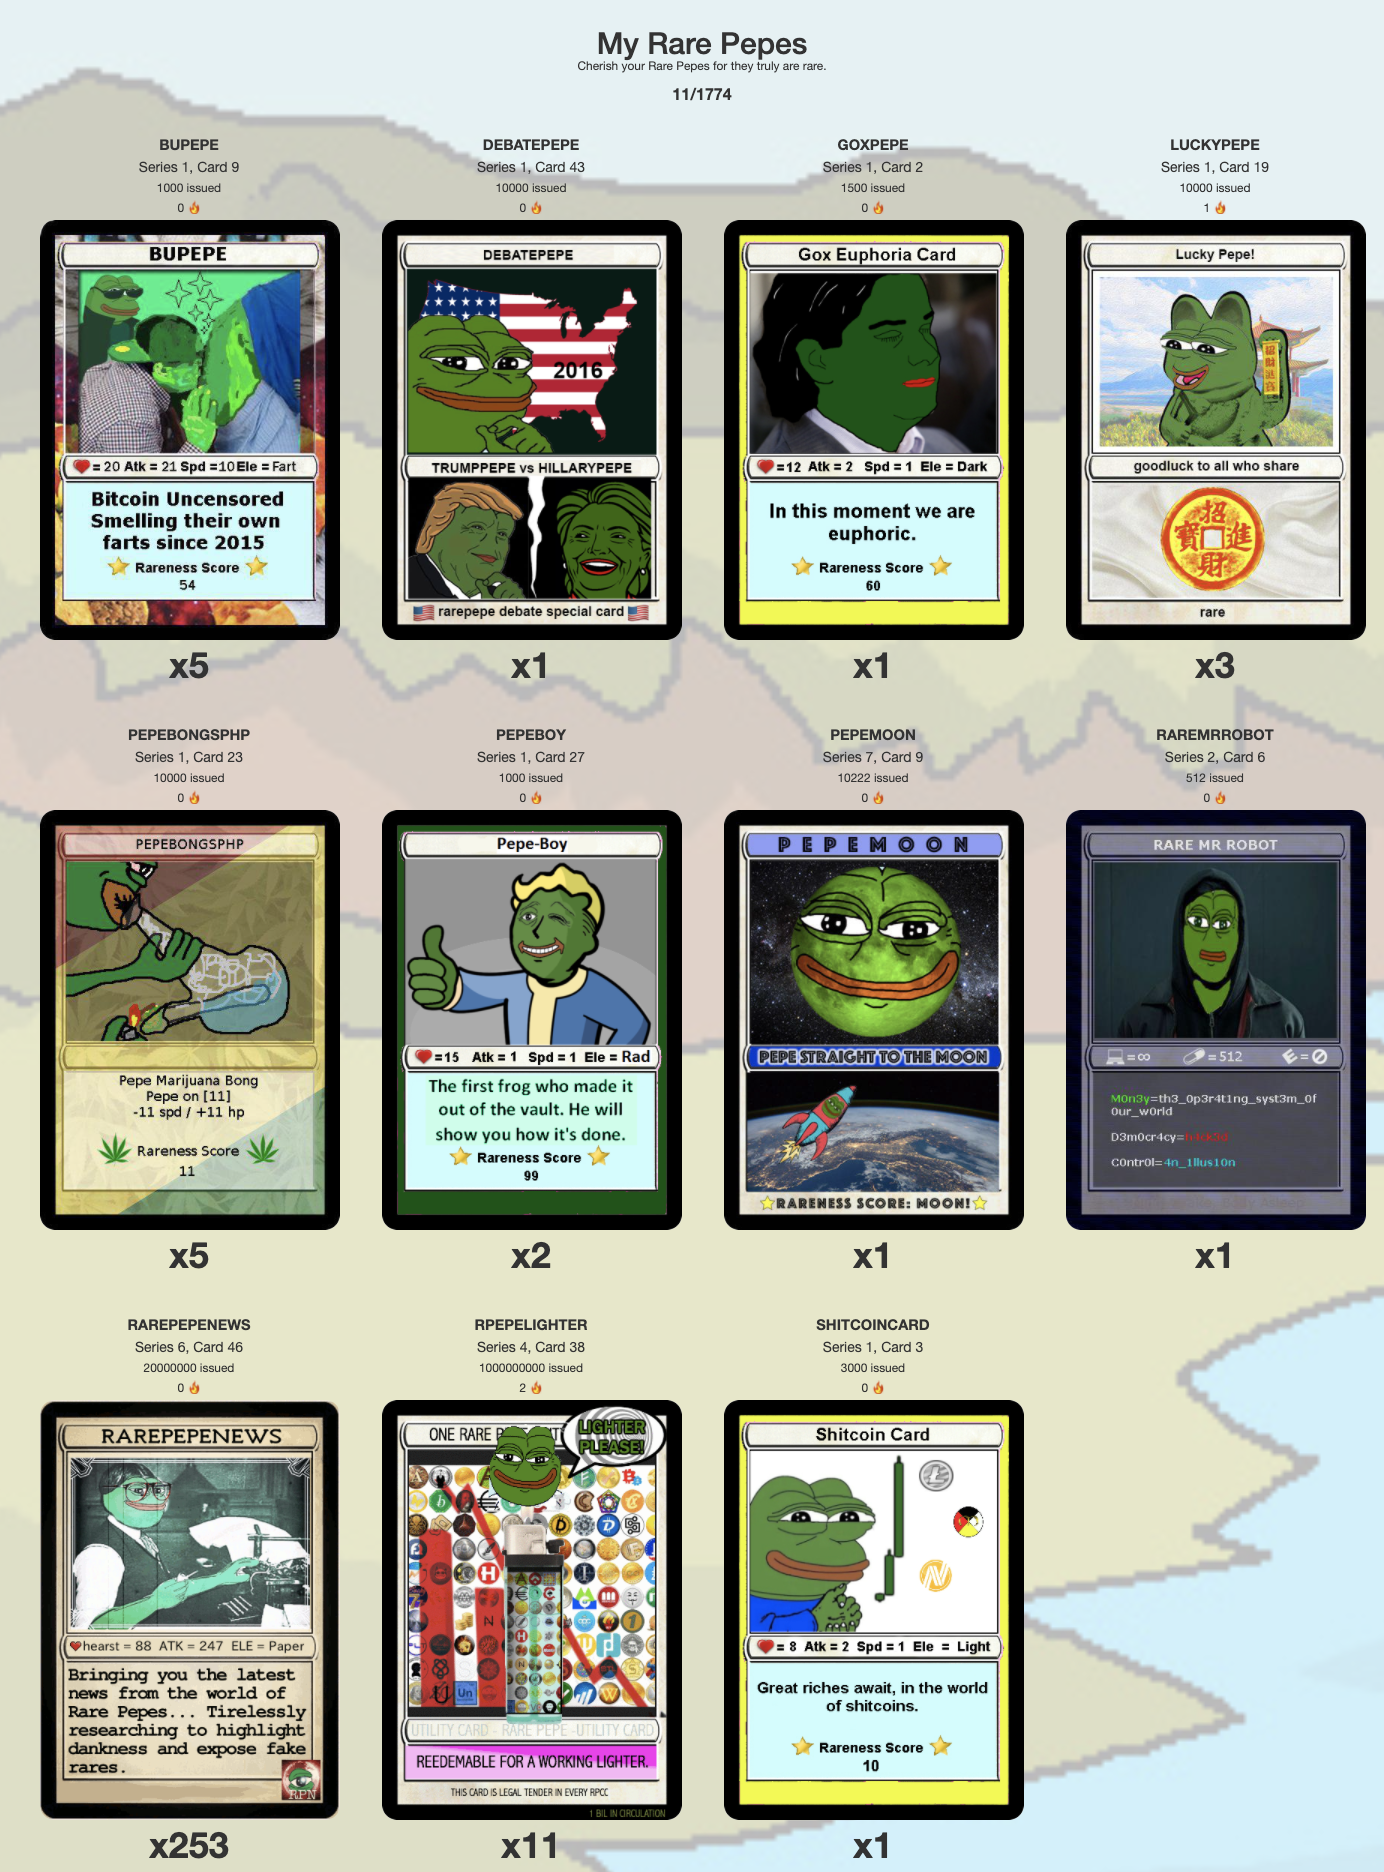 My Rare Pepes
Cherish your Rare Pepes for they truly are rare.
11/1774
BUPEPE
Series 1, Card 9
1000 issued
0 🔥
BUPEPE
= 20 Atk = 21 Spd =10 Ele = Fart
Bitcoin Uncensored
Smelling their own
farts since 2015
Rareness Score
54
x5
DEBATEPEPE
Series 1, Card 43
10000 issued
0 🔥
DEBATEPEPE
2016
TRUMPPEPE vs HILLARYPEPE
rarepepe debate special card
x1
GOXPEPE
Series 1, Card 2
1500 issued
0 🔥
Gox Euphoria Card
=12 Atk = 2 Spd = 1 Ele = Dark
In this moment we are
euphoric.
Rareness Score
60
x1
LUCKYPEPE
Series 1, Card 19
10000 issued
1 🔥
Lucky Pepe!
招財進寶
goodluck to all who share
招
寶 進
財
rare
x3
PEPEBONGSPHP
Series 1, Card 23
10000 issued
0 🔥
PEPEBONGSPHP
Pepe Marijuana Bong
Pepe on [11]
-11 spd / +11 hp
Rareness Score
11
x5
PEPEBOY
Series 1, Card 27
1000 issued
0 🔥
Pepe-Boy
=15 Atk = 1 Spd = 1 Ele = Rad
The first frog who made it
out of the vault. He will
show you how it's done.
Rareness Score
99
x2
PEPEMOON
Series 7, Card 9
10222 issued
0 🔥
PEPEMOON
PEPE STRAIGHT TO THE MOON
RARENESS SCORE: MOON!
x1
RAREMRROBOT
Series 2, Card 6
512 issued
0 🔥
RARE MR ROBOT
=∞ =512 =
M0n3y=th3_0p3r4t1ng_syst3m_0f
0ur_w0rld
D3m0cr4cy=
C0ntr0l=4n_1llus10n
x1
RAREPEPENEWS
Series 6, Card 46
20000000 issued
0 🔥
RAREPEPENEWS
hearst = 88 ATK = 247 ELE = Paper
Bringing you the latest
news from the world of
Rare Pepes... Tirelessly
researching to highlight
dankness and expose fake
rares.
RPN
x253
RPEPELIGHTER
Series 4, Card 38
1000000000 issued
2 🔥
ONE RARE
LIGHTER
PLEASE!
UTILITY CARD - RARE PEPE -UTILITY CARD
REEDEMABLE FOR A WORKING LIGHTER.
THIS CARD IS LEGAL TENDER IN EVERY RPCC
1 BIL IN CIRCULATION
x11
SHITCOINCARD
Series 1, Card 3
3000 issued
0 🔥
Shitcoin Card
= 8 Atk = 2 Spd = 1 Ele = Light
Great riches await, in the world
of shitcoins.
Rareness Score
10
x1